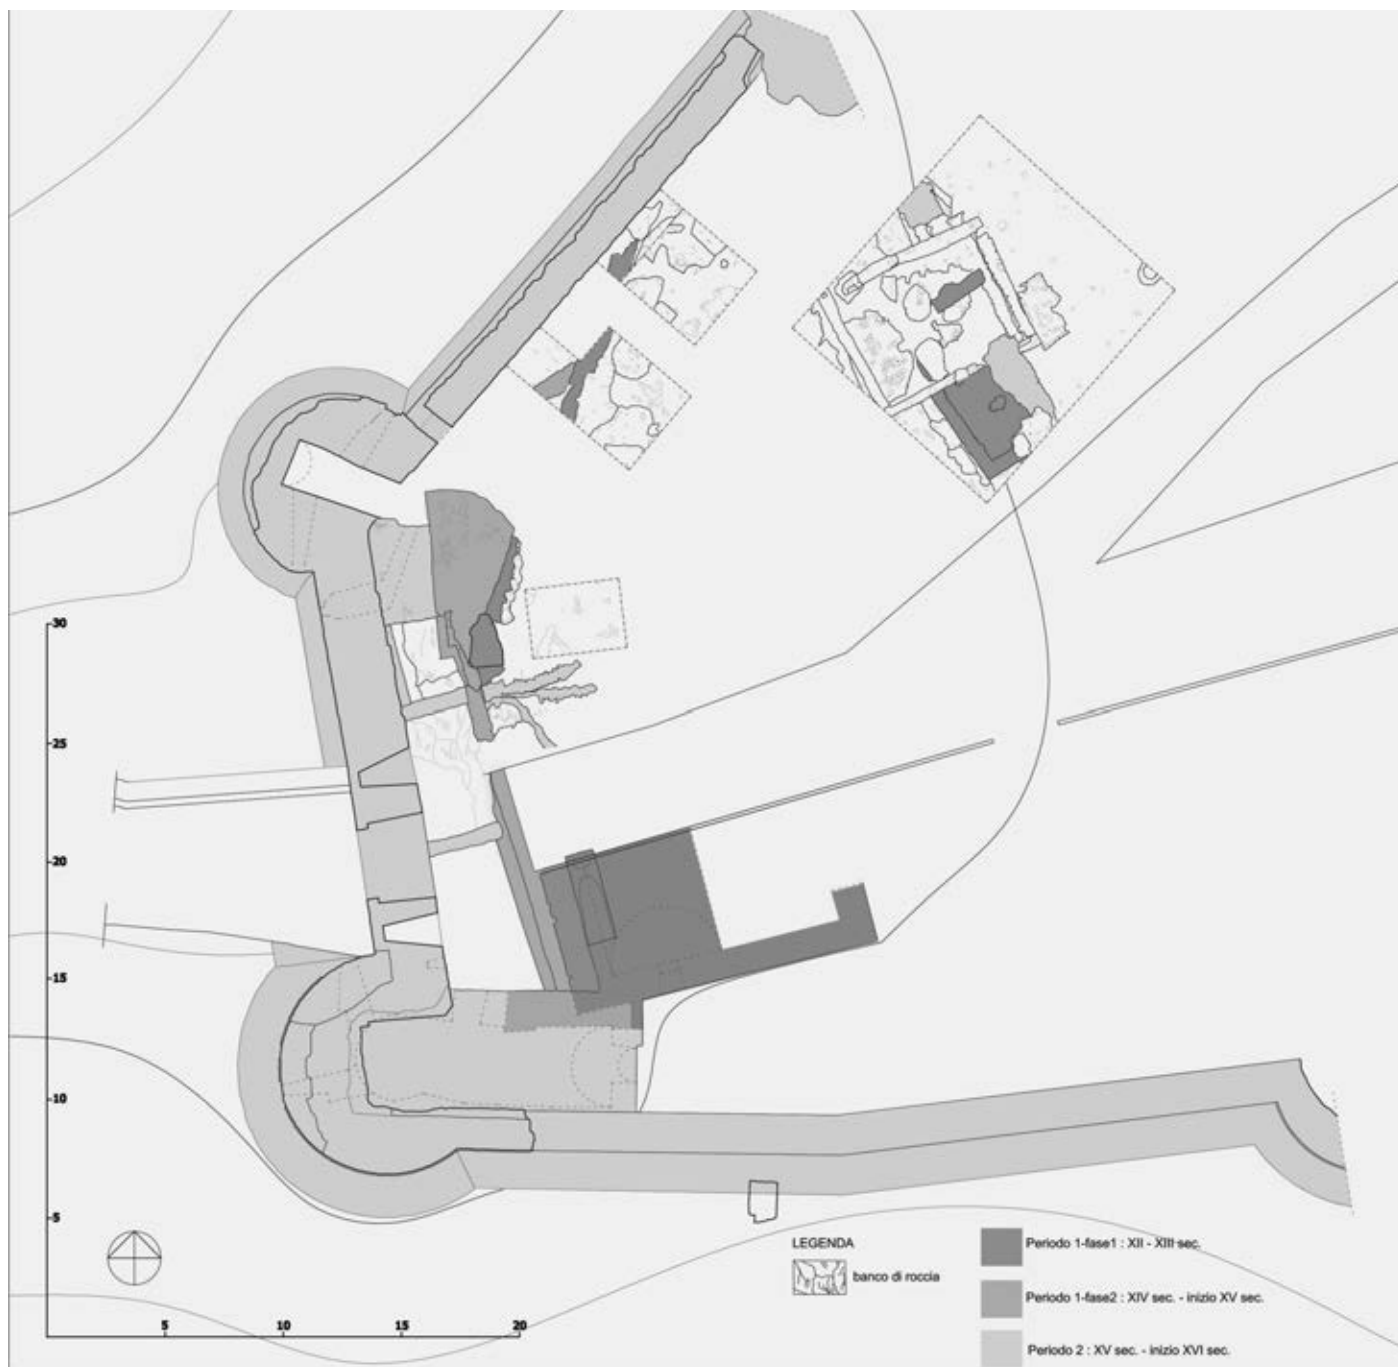 30
25
20
15
10
5
5 10 15 20
LEGENDA
banco di roccia
Periodo 1-fase1 : XII - XIII sec.
Periodo 1-fase2 : XIV sec. - inizio XV sec.
Periodo 2 : XV sec. - inizio XVI sec.